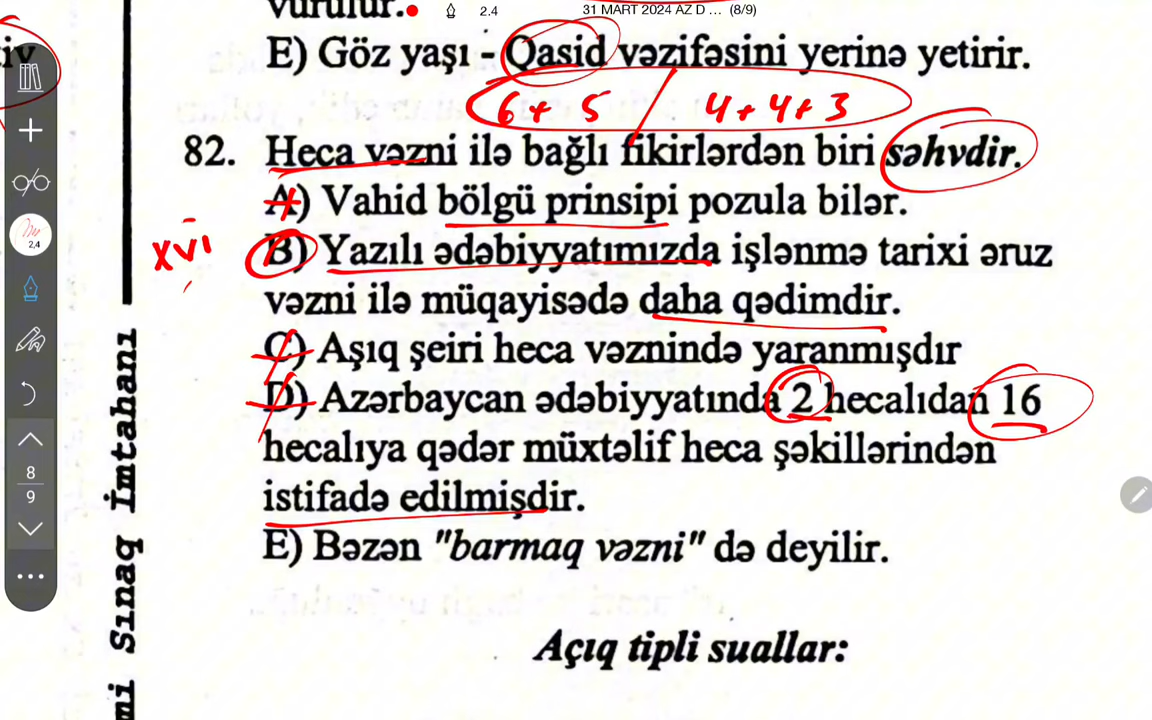 vurulur.
2.4
31 MART 2024 AZ D ... (8/9)
tiv
E) Göz yaşı - Qasid vəzifəsini yerinə yetirir.
6+ 5 / 4+4+3
82. Heca vəzni ilə bağlı fikirlərdən biri səhvdir.
A) Vahid bölgü prinsipi pozula bilər.
XVI
B) Yazılı ədəbiyyatımızda işlənmə tarixi əruz
vəzni ilə müqayisədə daha qədimdir.
C) Aşıq şeiri heca vəznində yaranmışdır
D) Azərbaycan ədəbiyyatında 2 hecalıdan 16
hecalıya qədər müxtəlif heca şəkillərindən
istifadə edilmişdir.
E) Bəzən "barmaq vəzni" də deyilir.
Açıq tipli suallar:
mi Sınaq İmtahanı
2,4
8
9